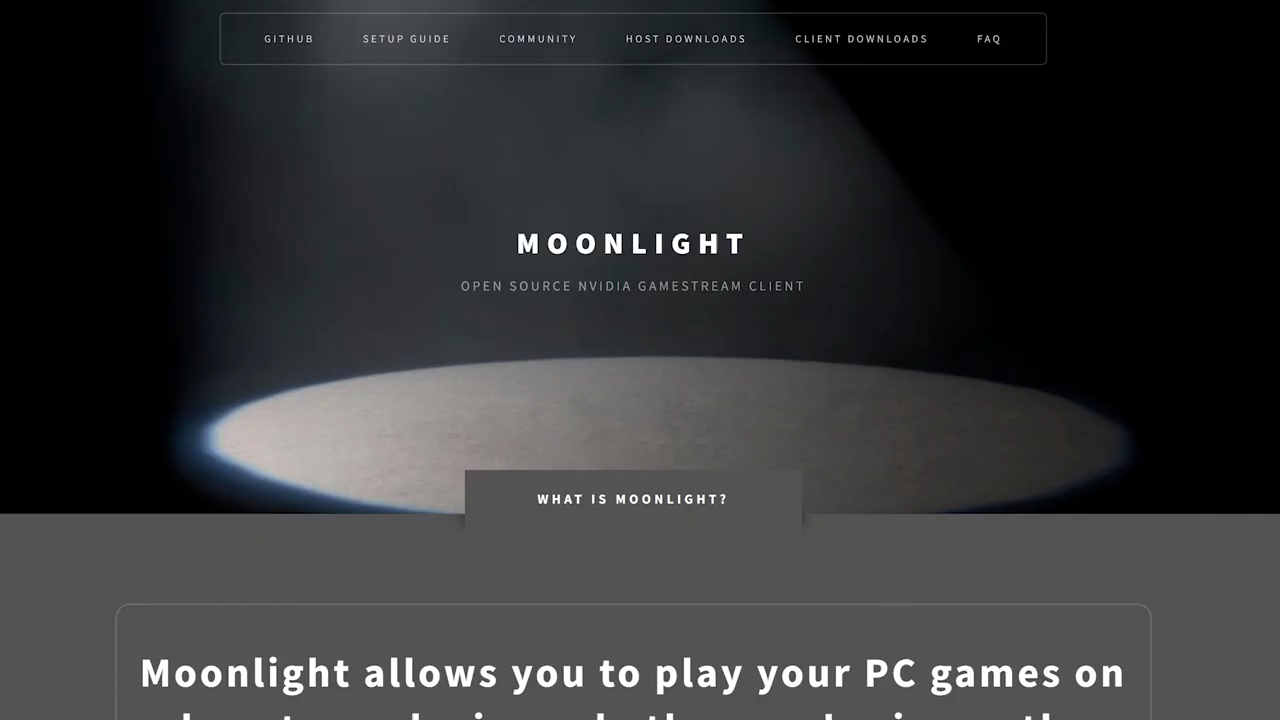 GITHUB SETUP GUIDE COMMUNITY HOST DOWNLOADS CLIENT DOWNLOADS FAQ
MOONLIGHT
OPEN SOURCE NVIDIA GAMESTREAM CLIENT
WHAT IS MOONLIGHT?
Moonlight allows you to play your PC games on